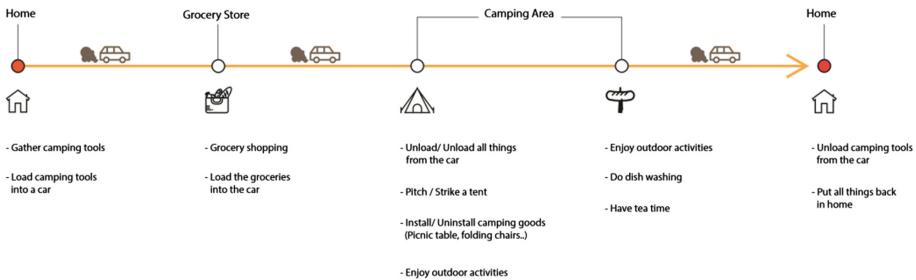 Home
Grocery Store
Camping Area
Home
- Gather camping tools
- Load camping tools
into a car
- Grocery shopping
- Load the groceries
into the car
- Unload/ Unload all things
from the car
- Pitch / Strike a tent
- Install/ Uninstall camping goods
(Picnic table, folding chairs..)
- Enjoy outdoor activities
- Enjoy outdoor activities
- Do dish washing
- Have tea time
- Unload camping tools
from the car
- Put all things back
in home